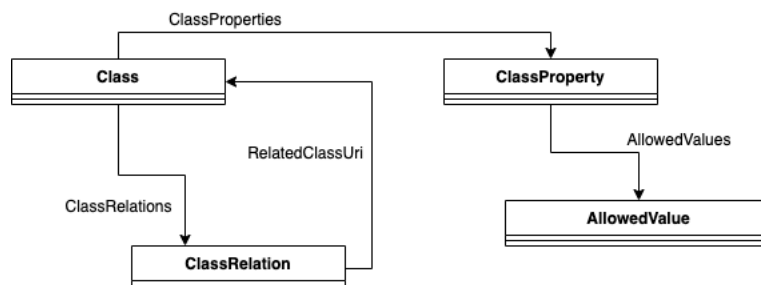 ClassProperties
Class
ClassProperty
AllowedValues
RelatedClassUri
ClassRelations
AllowedValue
ClassRelation